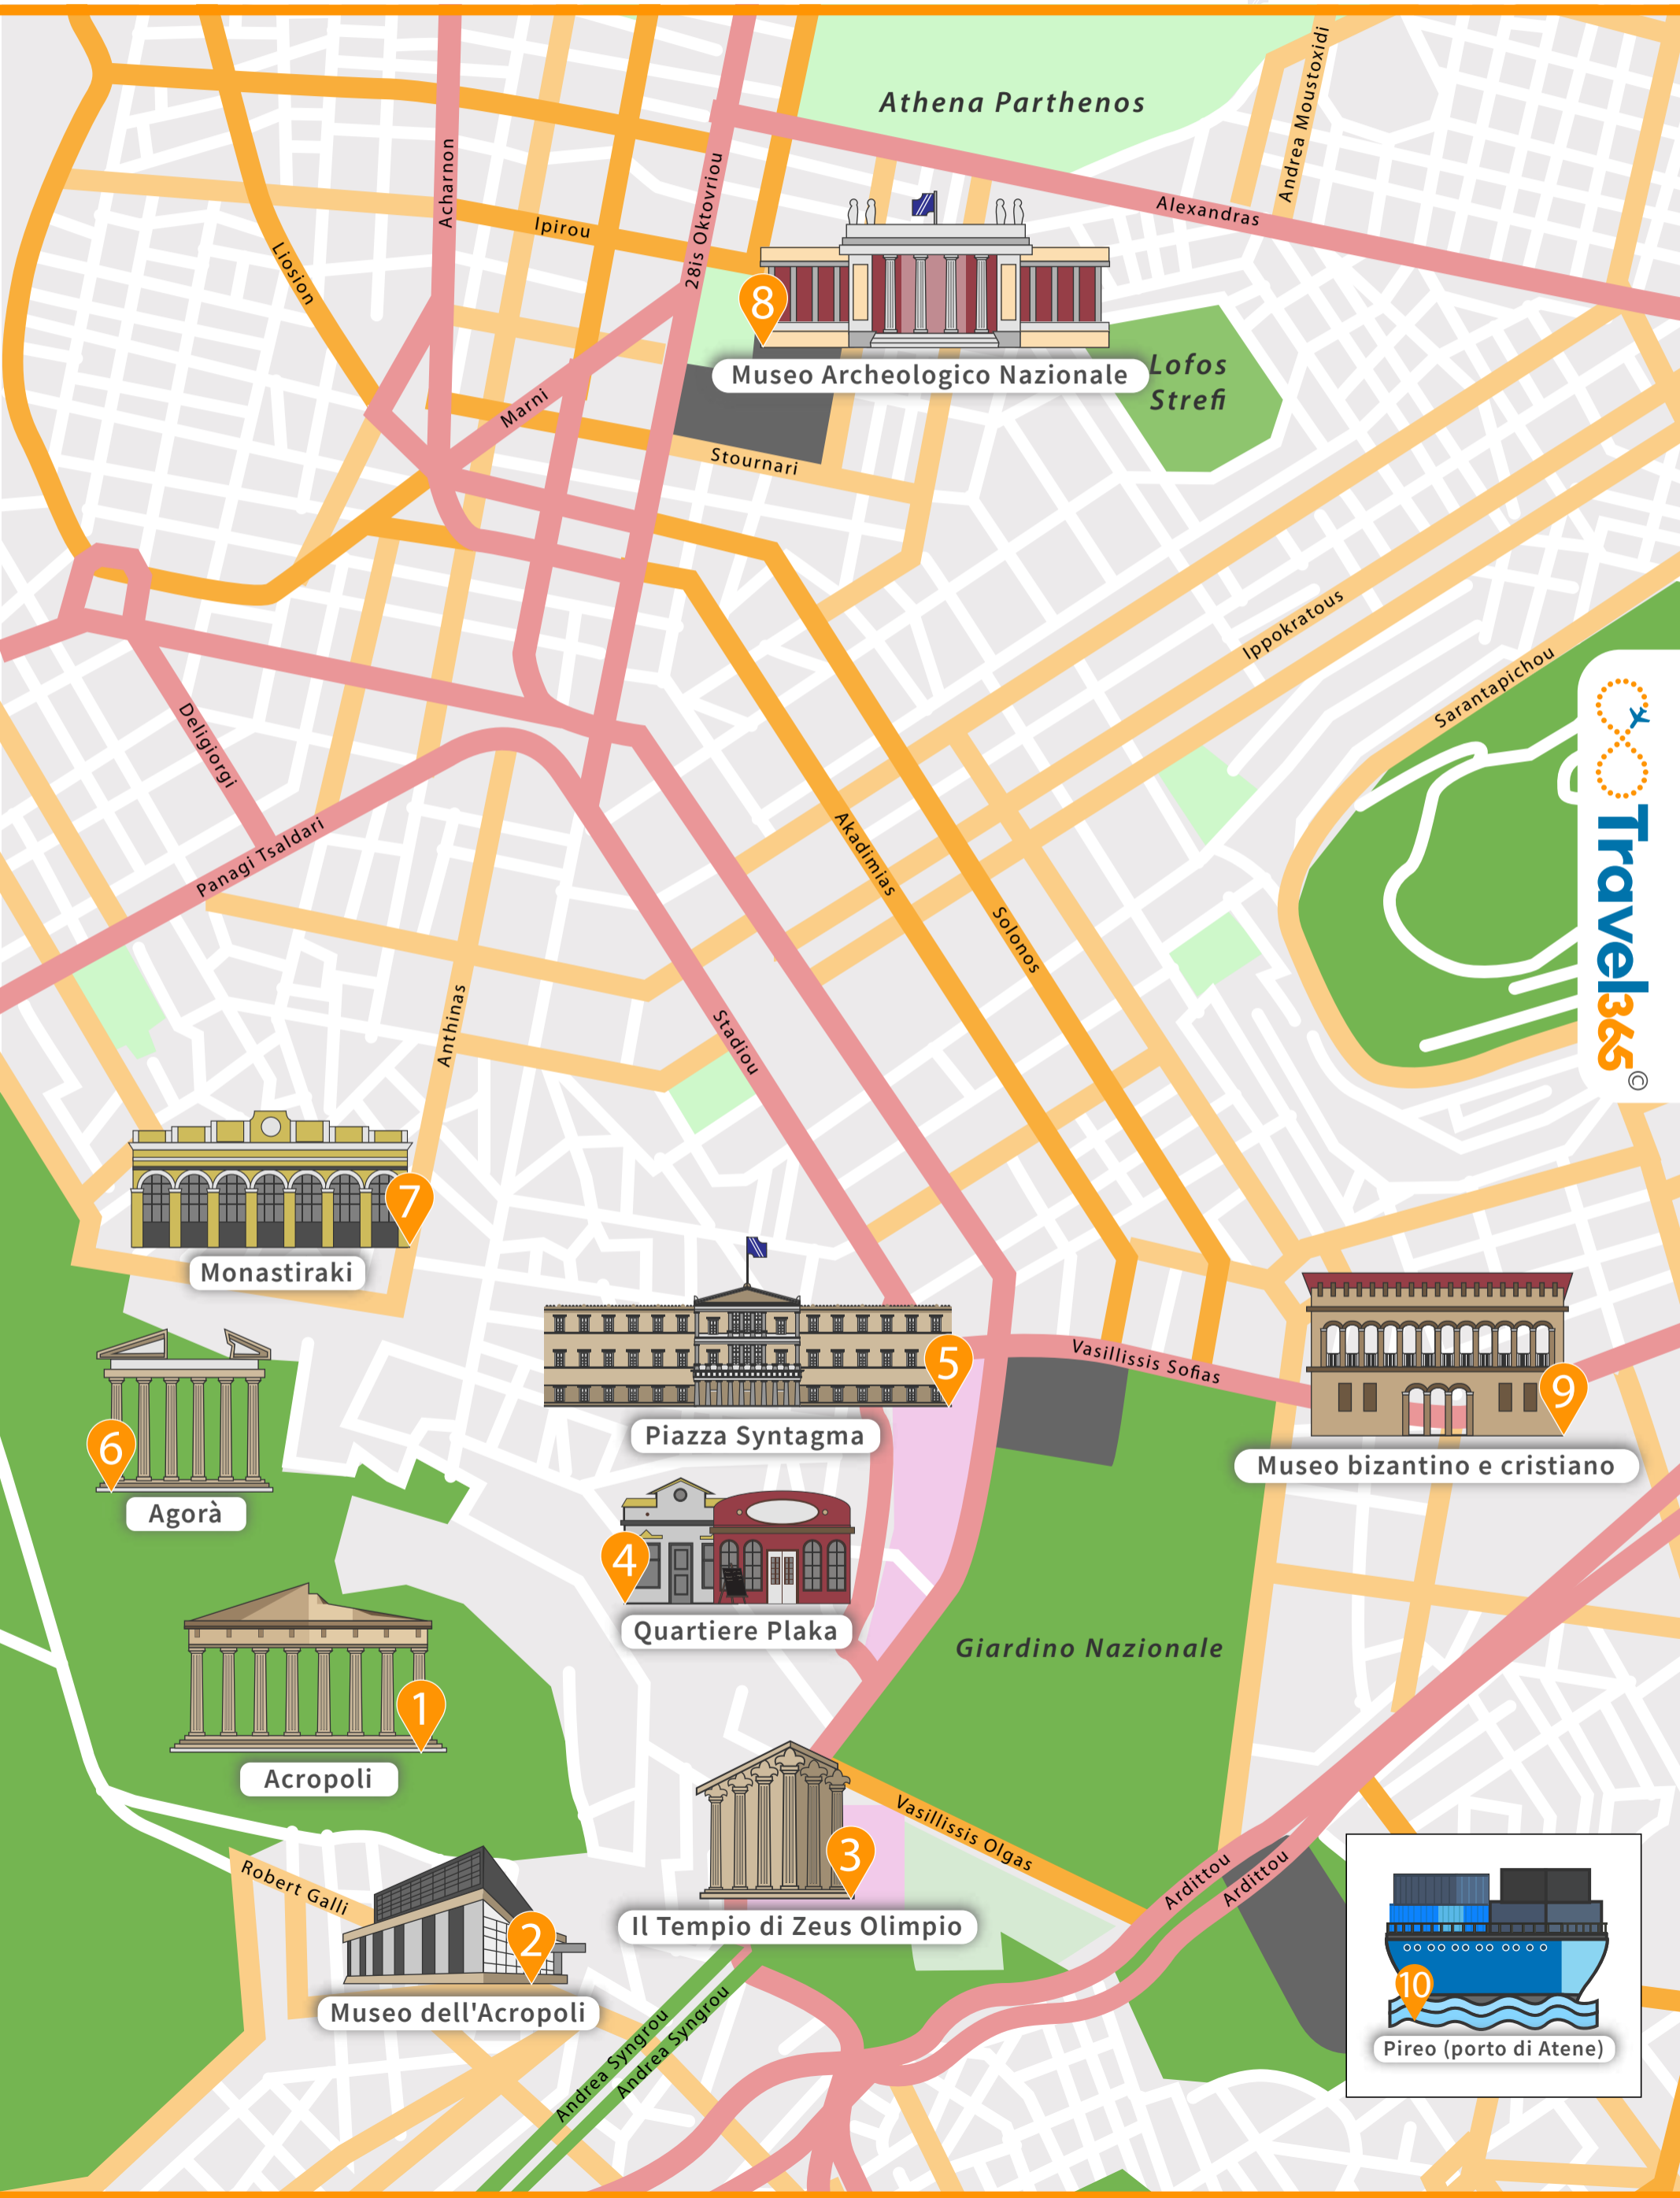 Athena Parthenos
Andrea Moustoxidi
Acharnon
28is Oktovriou
Alexandras
Ipirou
Liosion
8
Museo Archeologico Nazionale
Lofos
Strefi
Marni
Stournari
Ippokratous
Sarantapichou
Deligiorgi
Travel365
©
Panagi Tsaldari
Akadimias
Solonos
Anthinas
Stadiou
7
Monastiraki
5
Piazza Syntagma
Vasillissis Sofias
9
Museo bizantino e cristiano
6
Agorà
4
Quartiere Plaka
Giardino Nazionale
1
Acropoli
3
Il Tempio di Zeus Olimpio
Vasillissis Olgas
Ardittou
Ardittou
Robert Galli
2
Museo dell'Acropoli
Andrea Syngrou
Andrea Syngrou
10
Pireo (porto di Atene)